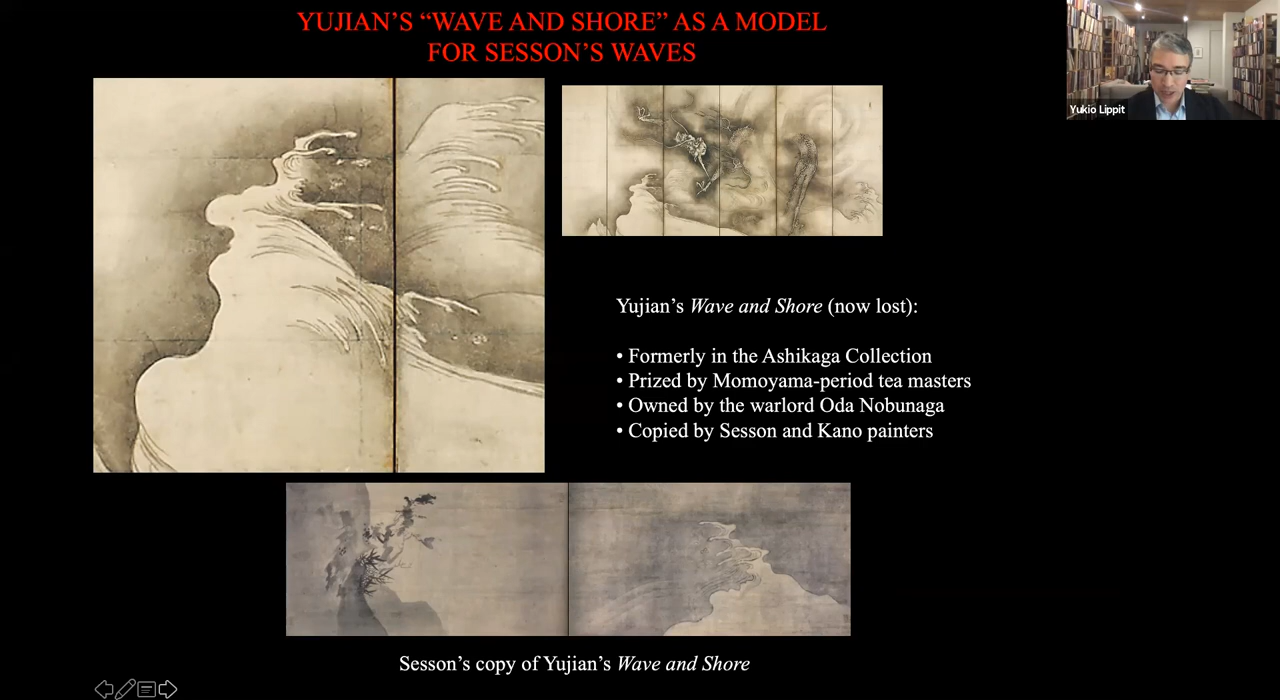 YUJIAN’S “WAVE AND SHORE” AS A MODEL
FOR SESSON’S WAVES
Yukio Lippit
Yujian’s Wave and Shore (now lost):
• Formerly in the Ashikaga Collection
• Prized by Momoyama-period tea masters
• Owned by the warlord Oda Nobunaga
• Copied by Sesson and Kano painters
Sesson’s copy of Yujian’s Wave and Shore